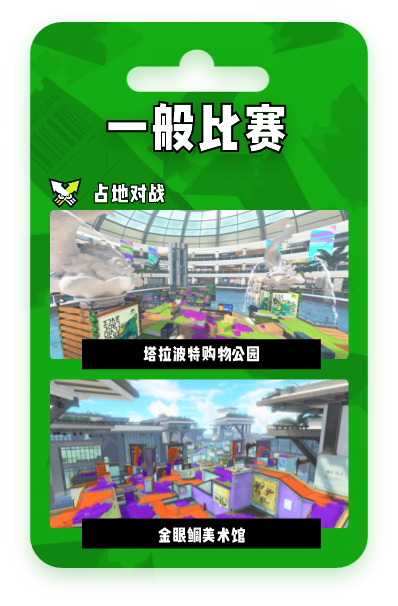 一般比赛
占地对战
塔拉波特购物公园
金眼鲷美术馆